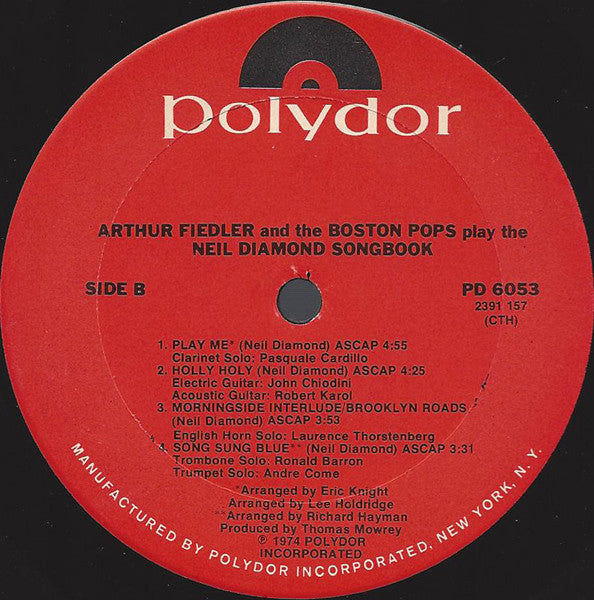 polydor
ARTHUR FIEDLER and the BOSTON POPS play the
NEIL DIAMOND SONGBOOK
SIDE B
PD 6053
2391 157
(CTH)
1. PLAY ME* (Neil Diamond) ASCAP 4:55
Clarinet Solo: Pasquale Cardillo
2. HOLLY HOLY (Neil Diamond) ASCAP 4:25
Electric Guitar: John Chiodini
Acoustic Guitar: Robert Karol
3. MORNINGSIDE INTERLUDE/BROOKLYN ROADS
(Neil Diamond) ASCAP 3:53
English Horn Solo: Laurence Thorstenberg
4. SONG SUNG BLUE** (Neil Diamond) ASCAP 3:31
Trombone Solo: Ronald Barron
Trumpet Solo: Andre Come
*Arranged by Eric Knight
Arranged by Lee Holdridge
**Arranged by Richard Hayman
Produced by Thomas Mowrey
℗ 1974 POLYDOR
INCORPORATED
MANUFACTURED BY POLYDOR INCORPORATED, NEW YORK, N.Y.